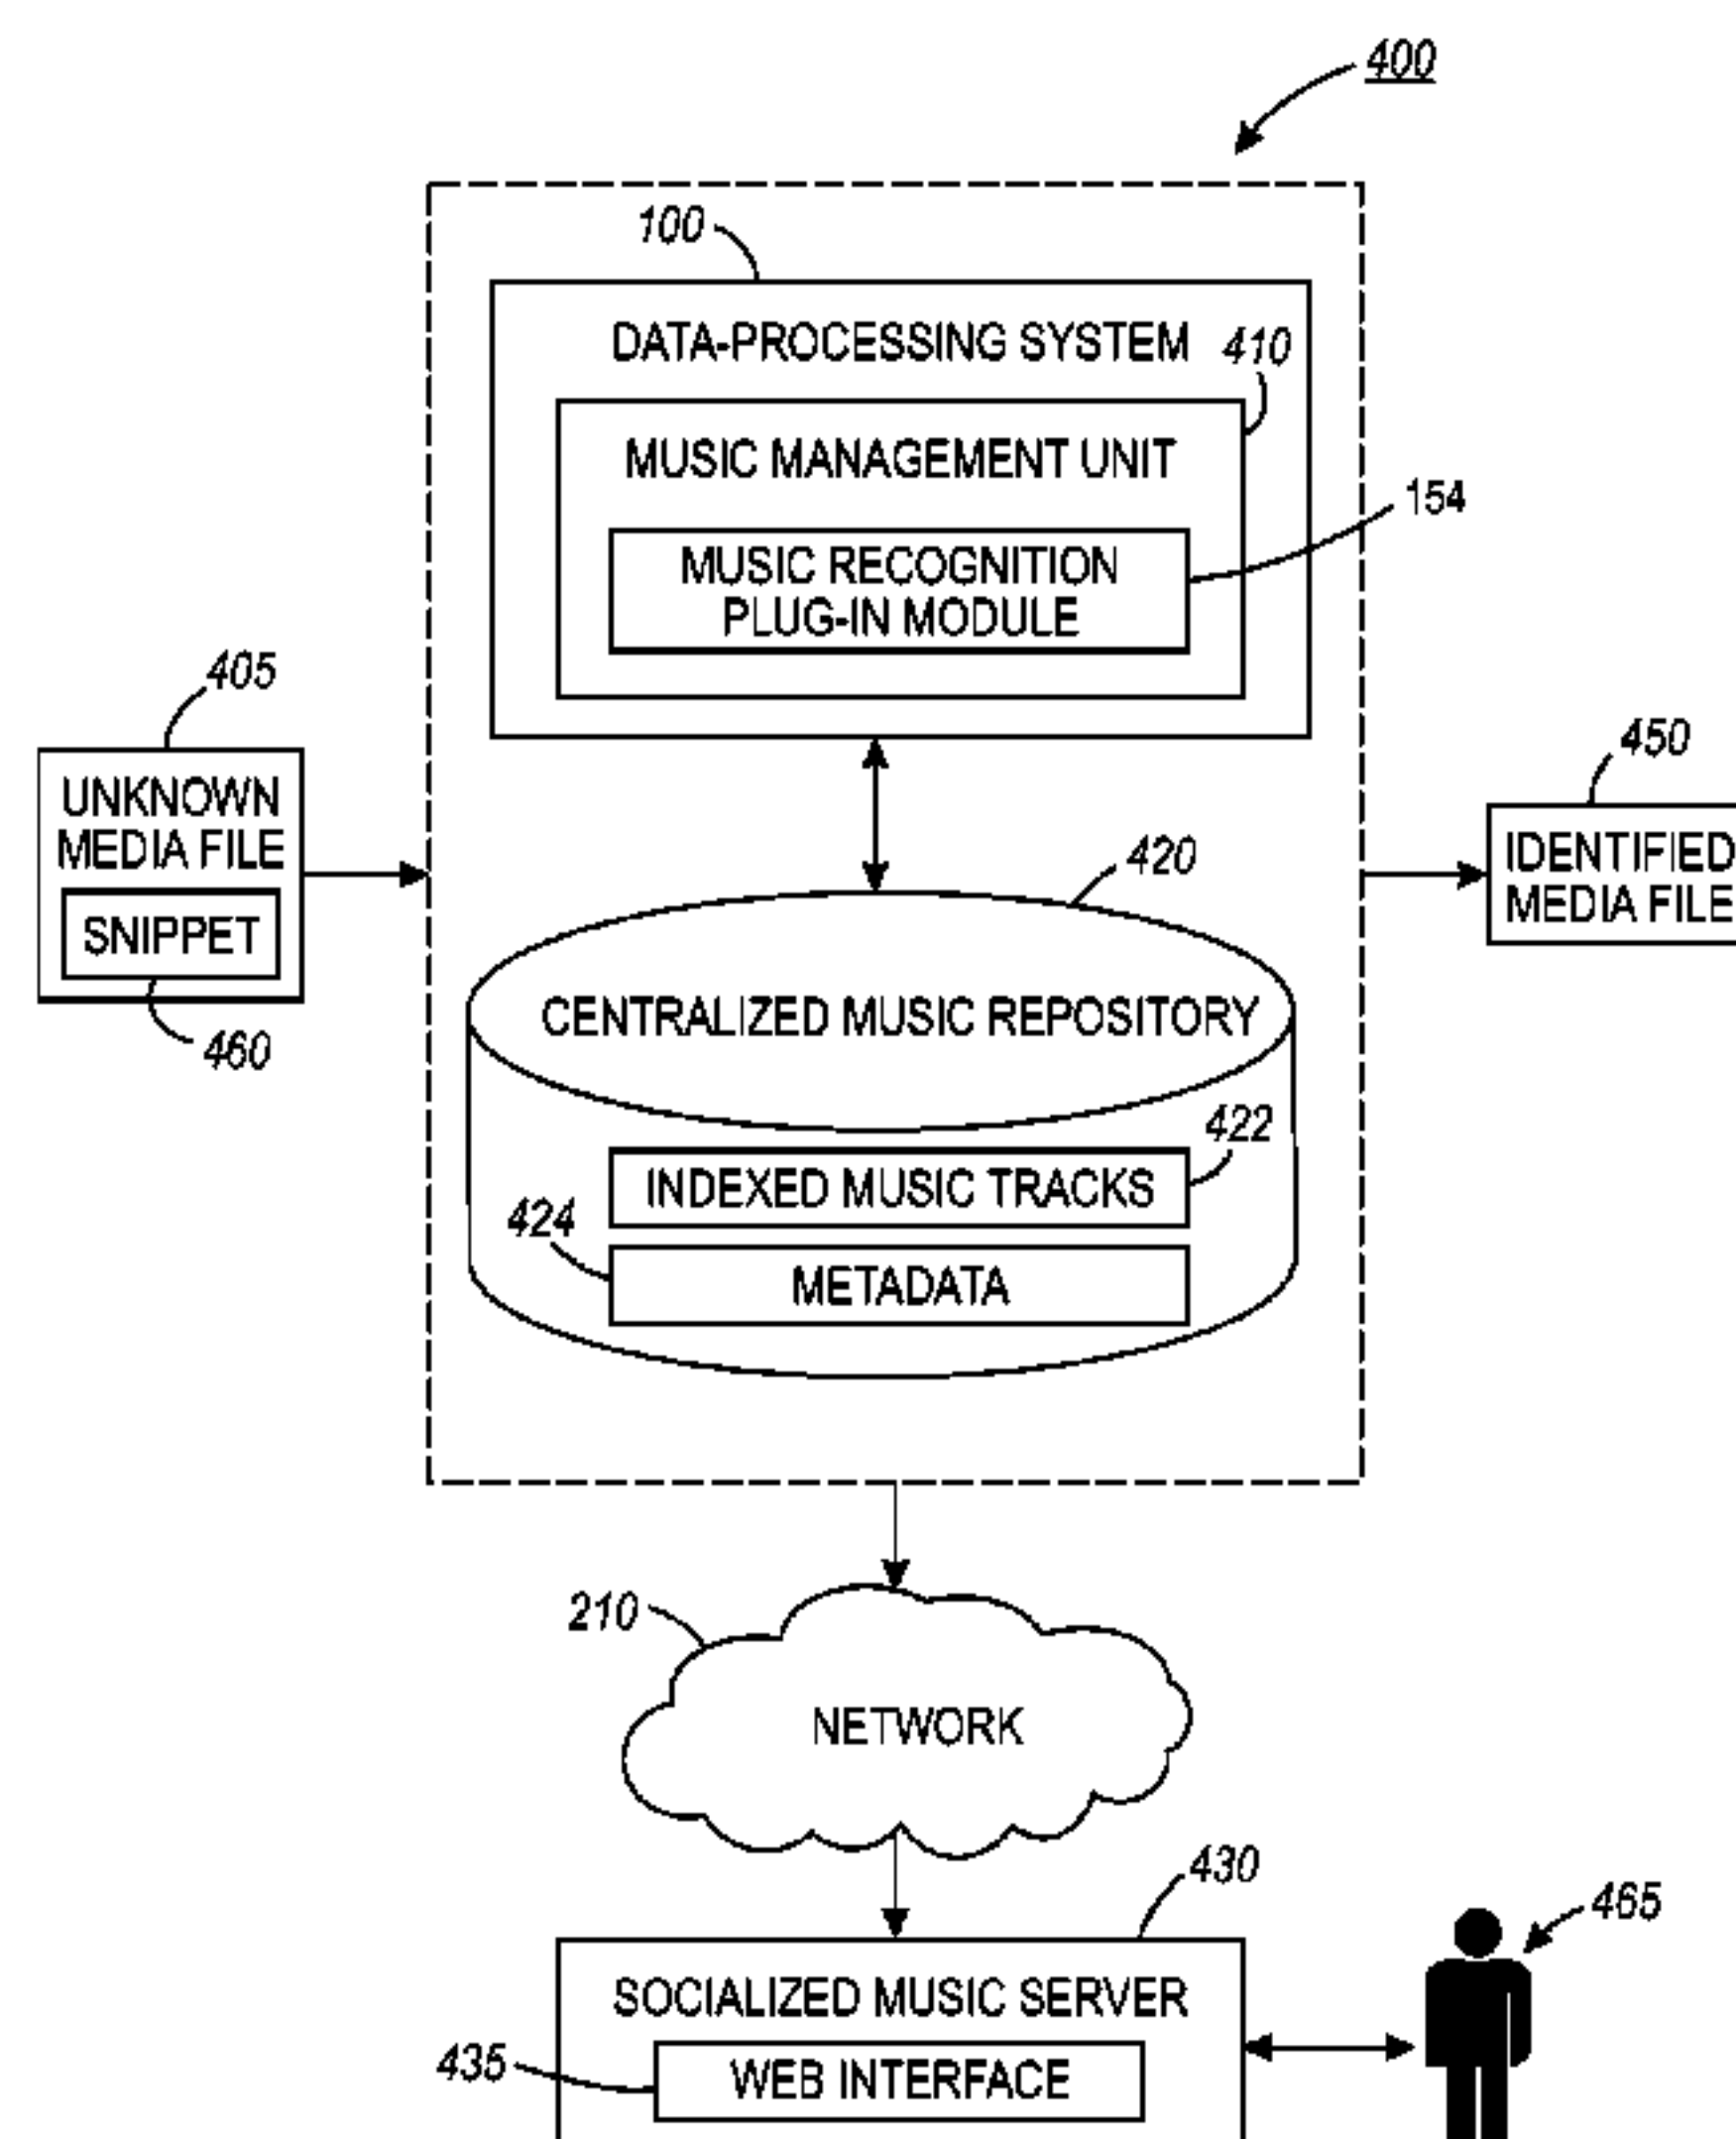 400
100
DATA-PROCESSING SYSTEM
410
MUSIC MANAGEMENT UNIT
154
MUSIC RECOGNITION
PLUG-IN MODULE
405
UNKNOWN
MEDIA FILE
SNIPPET
460
450
IDENTIFIED
MEDIA FILE
420
CENTRALIZED MUSIC REPOSITORY
422
INDEXED MUSIC TRACKS
424
METADATA
210
NETWORK
430
465
SOCIALIZED MUSIC SERVER
435
WEB INTERFACE